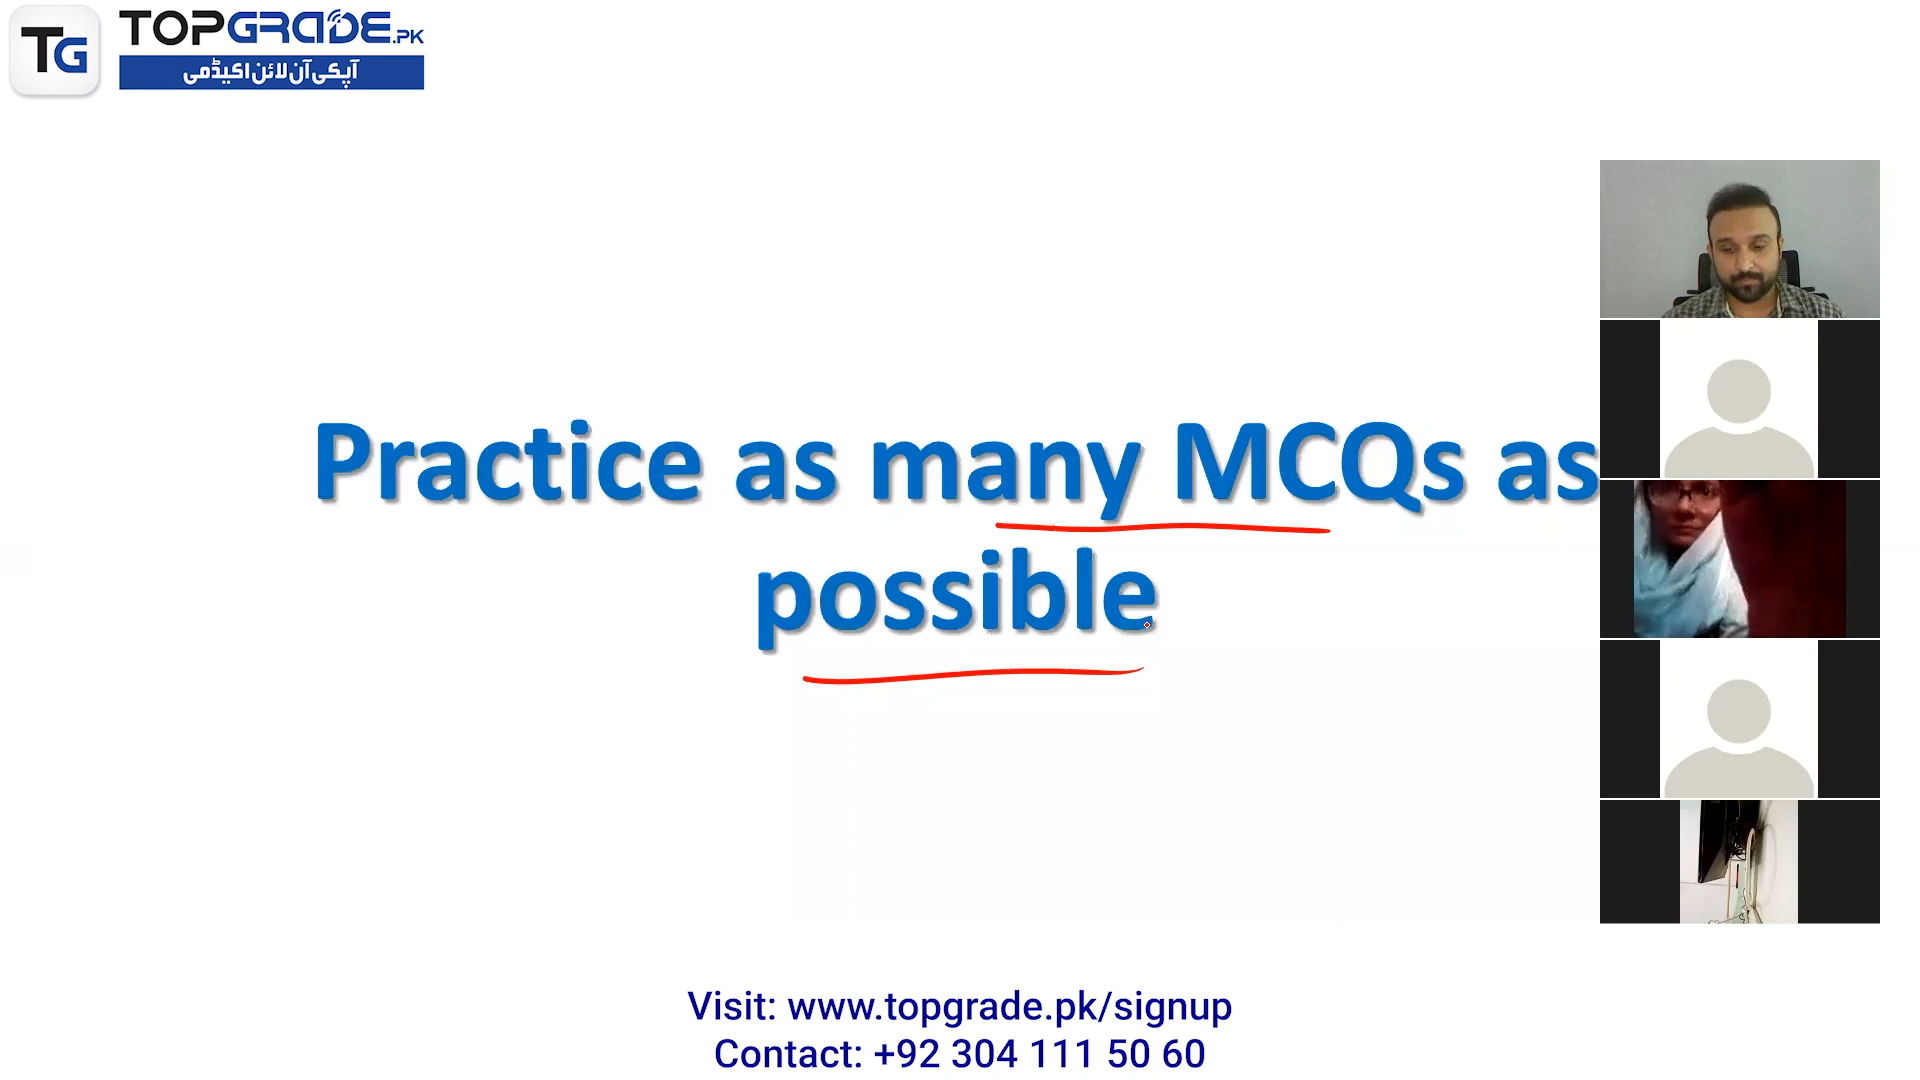 TG
TOPGRADE.PK
آپکی آن لائن اکیڈمی
Practice as many MCQs as
possible
Visit: www.topgrade.pk/signup
Contact: +92 304 111 50 60